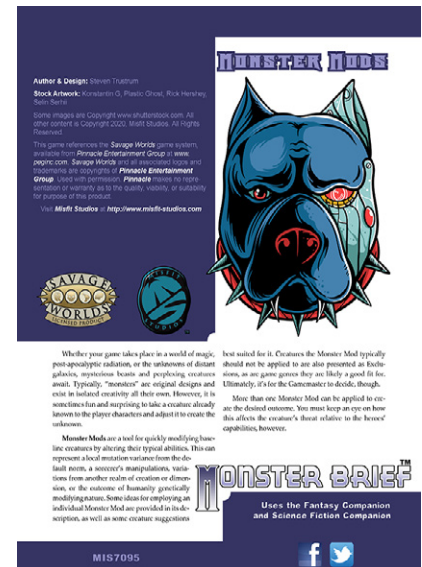 MONSTER MODS
Author & Design: Steven Trustrum
Stock Artwork: Konstantin G, Plastic Ghost, Rick Hershey,
Selin Serhii
Some images are Copyright www.shutterstock.com. All
other content is Copyright 2020, Misfit Studios. All Rights
Reserved
This game references the Savage Worlds game system,
available from Pinnacle Entertainment Group at www.
peginc.com. Savage Worlds and all associated logos and
trademarks are copyrights of Pinnacle Entertainment
Group. Used with permission. Pinnacle makes no repre-
sentation or warranty as to the quality, viability, or suitability
for purpose of this product.
Visit Misfit Studios at http://www.misfit-studios.com
SAVAGE
WORLDS
LICENSED PRODUCT
MISFIT
STUDIOS
Whether your game takes place in a world of magic,
post-apocalyptic radiation, or the unknowns of distant
galaxies, mysterious beasts and perplexing creatures
await. Typically, "monsters" are original designs and
exist in isolated creativity all their own. However, it is
sometimes fun and surprising to take a creature already
known to the player characters and adjust it to create the
unknown.
Monster Mods are a tool for quickly modifying base-
line creatures by altering their typical abilities. This can
represent a local mutation variance from the de-
fault norm, a sorcerer's manipulations, varia-
tions from another realm of creation or dimen-
sion, or the outcome of humanity genetically
modifying nature. Some ideas for employing an
individual Monster Mod are provided in its de-
scription, as well as some creature suggestions
best suited for it. Creatures the Monster Mod typically
should not be applied to are also presented as Exclu-
sions, as are game genres they are likely a good fit for.
Ultimately, it's for the Gamemaster to decide, though.
More than one Monster Mod can be applied to cre-
ate the desired outcome. You must keep an eye on how
this affects the creature's threat relative to the heroes'
capabilities, however.
MONSTER BRIEF™
Uses the Fantasy Companion
and Science Fiction Companion
MIS7095